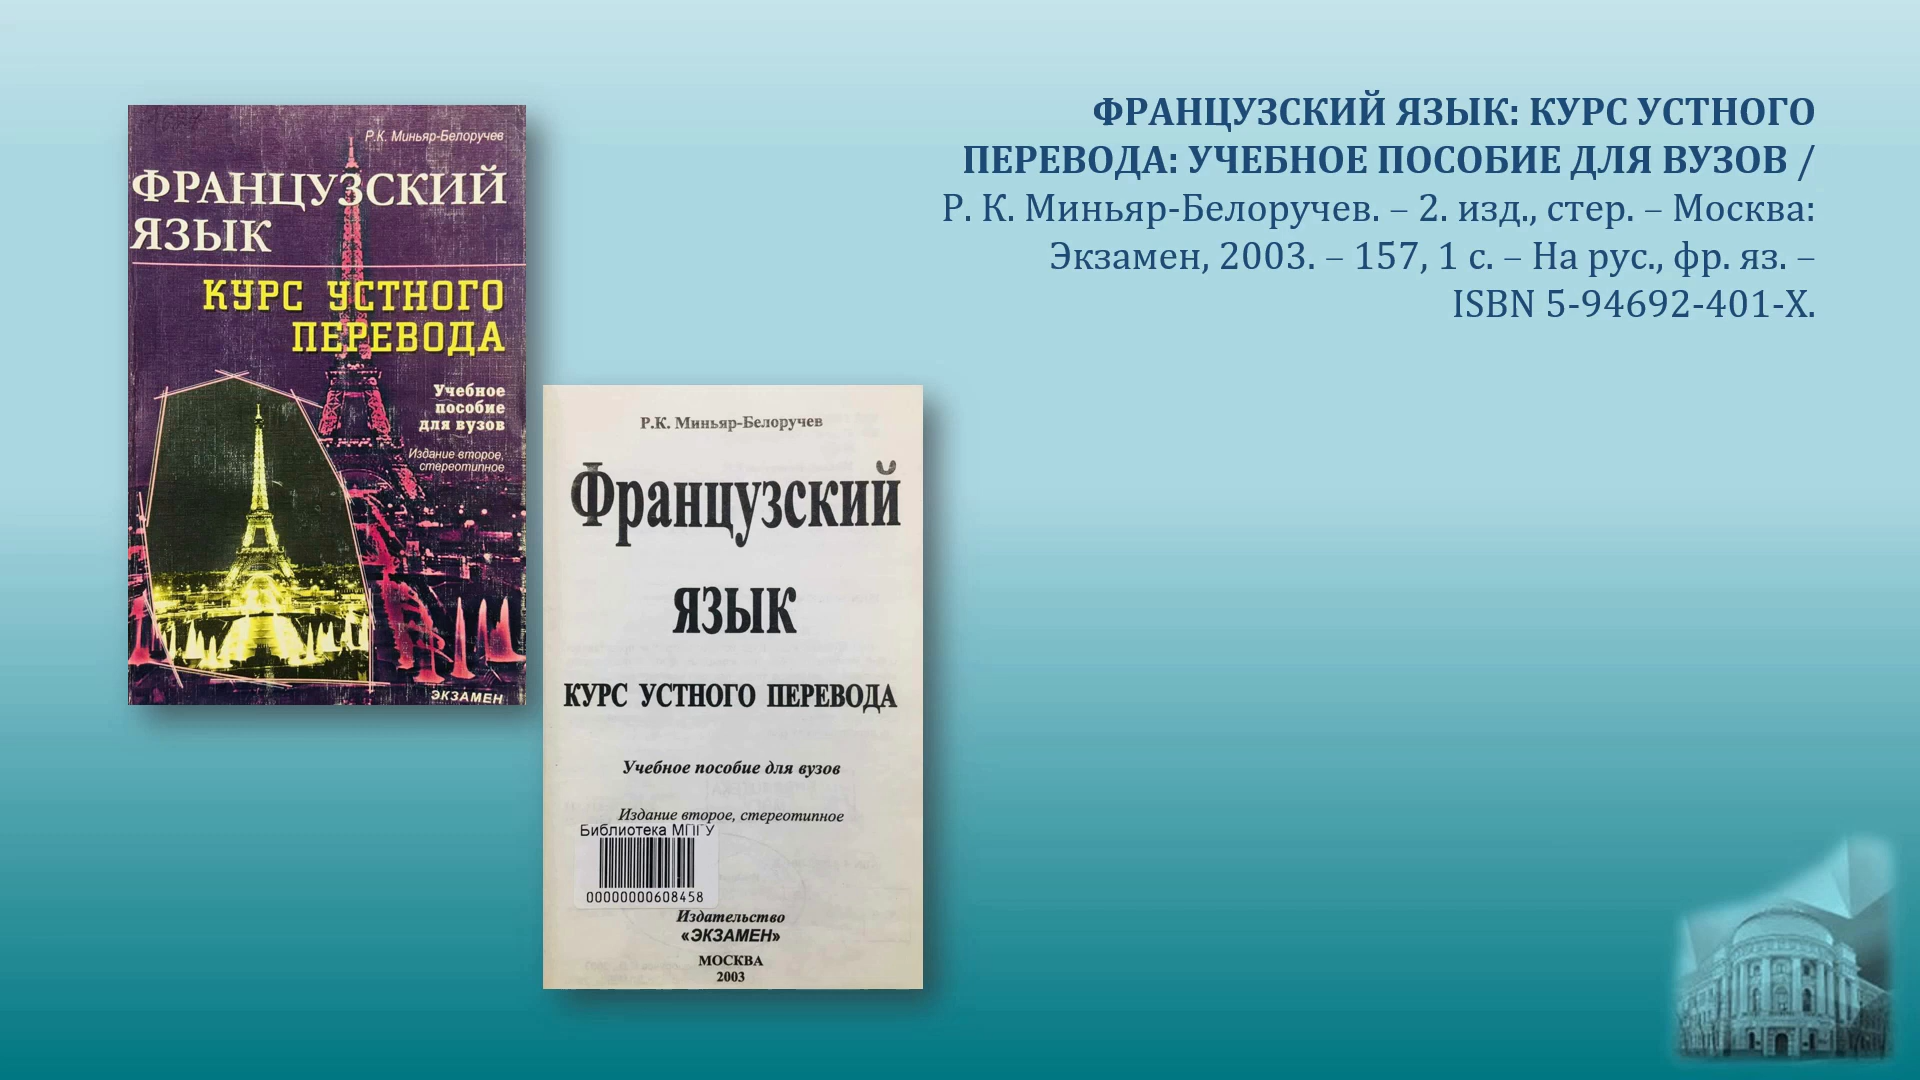 ФРАНЦУЗСКИЙ ЯЗЫК: КУРС УСТНОГО
ПЕРЕВОДА: УЧЕБНОЕ ПОСОБИЕ ДЛЯ ВУЗОВ /
Р. К. Миньяр-Белоручев. – 2. изд., стер. – Москва:
Экзамен, 2003. – 157, 1 с. – На рус., фр. яз. –
ISBN 5-94692-401-X.
Р.К. Миньяр-Белоручев
ФРАНЦУЗСКИЙ
ЯЗЫК
КУРС УСТНОГО
ПЕРЕВОДА
Учебное
пособие
для вузов
Издание второе,
стереотипное
ЭКЗАМЕН
Р.К. Миньяр-Белоручев
Французский
язык
КУРС УСТНОГО ПЕРЕВОДА
Учебное пособие для вузов
Издание второе, стереотипное
Библиотека МПГУ
00000000608458
Издательство
«ЭКЗАМЕН»
МОСКВА
2003